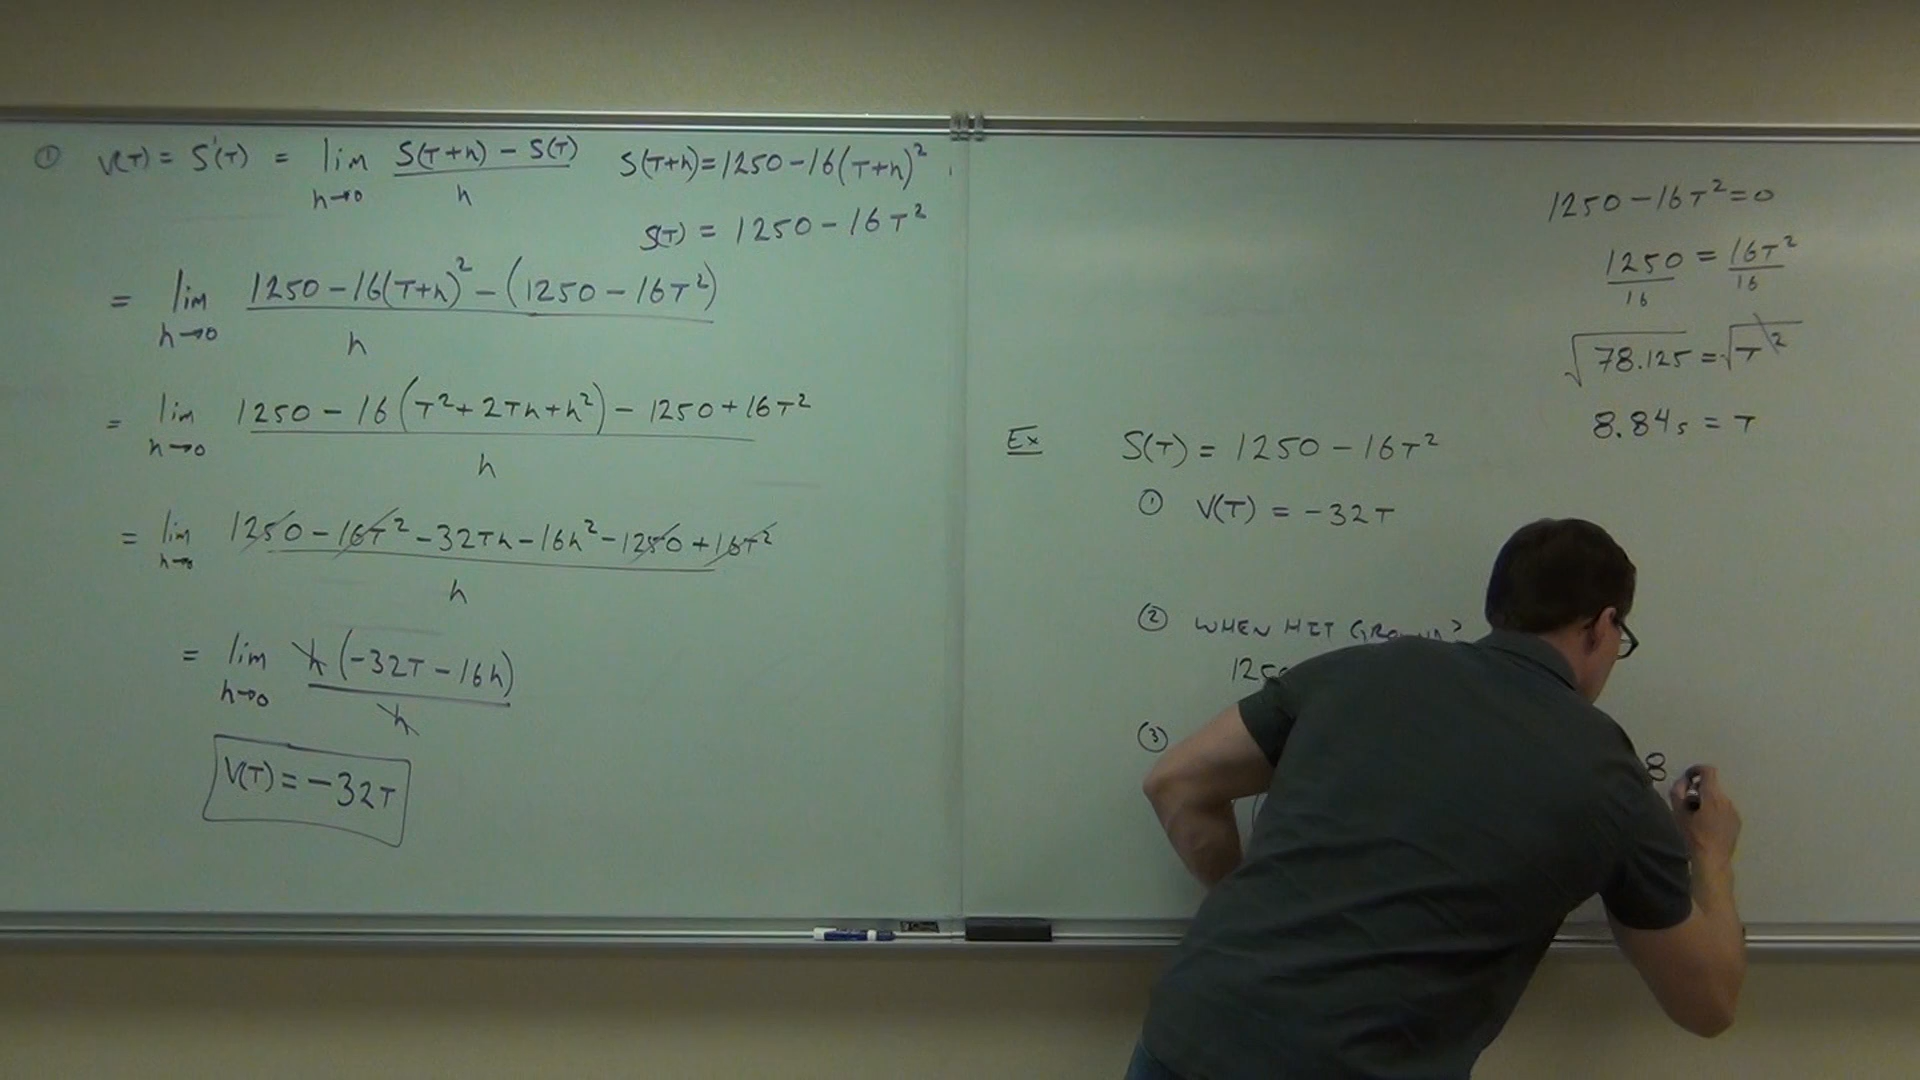 ① V(T) = S'(T) = lim h→0 S(T+h) − S(T) / h
S(T+h) = 1250 − 16(T+h)²
S(T) = 1250 − 16T²
= lim h→0 1250 − 16(T+h)² − (1250 − 16T²) / h
= lim h→0 1250 − 16(T² + 2Th + h²) − 1250 + 16T² / h
= lim h→0 1250 − 16T² − 32Th − 16h² − 1250 + 16T² / h
= lim h→0 h(−32T − 16h) / h
V(T) = −32T
1250 − 16T² = 0
1250/16 = 16T²/16
√78.125 = √T²
8.84s = T
Ex S(T) = 1250 − 16T²
① V(T) = −32T
② WHEN HIT GROUND?
125
③
8